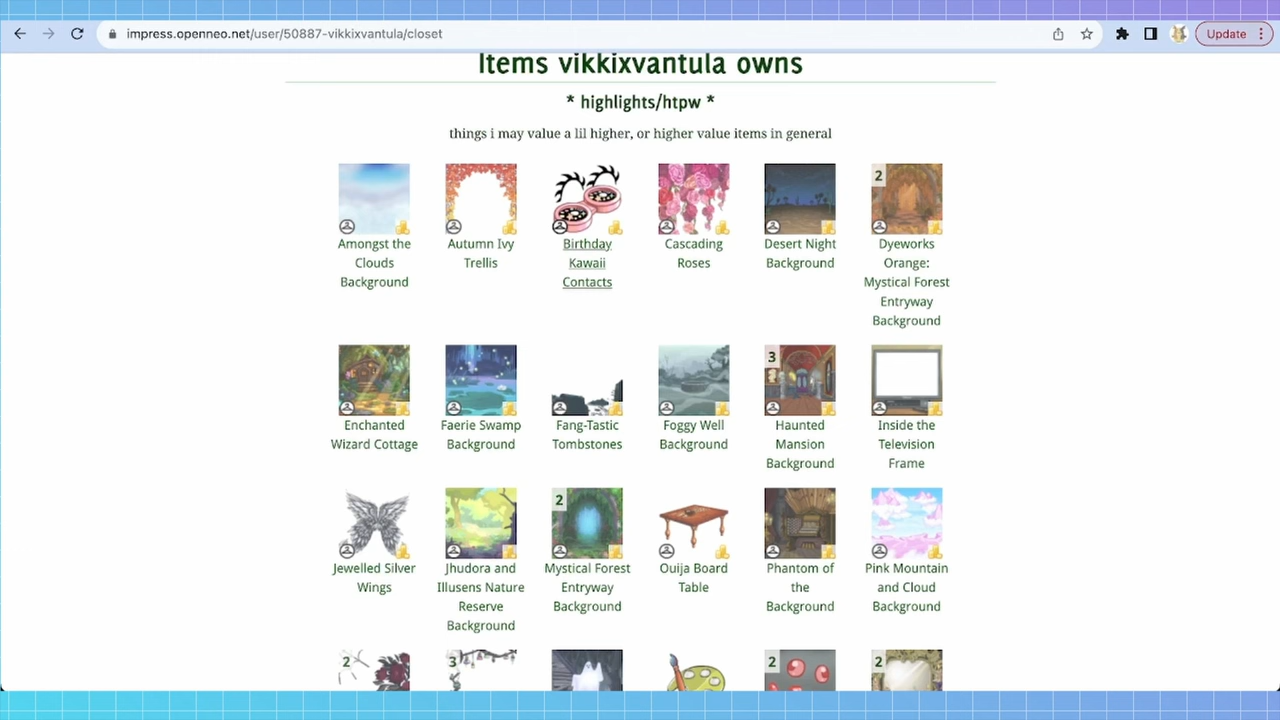 impress.openneo.net/user/50887-vikkixvantula/closet
Update
Items vikkixvantula owns
* highlights/htpw *
things i may value a lil higher, or higher value items in general
Amongst the
Clouds
Background
Autumn Ivy
Trellis
Birthday
Kawaii
Contacts
Cascading
Roses
Desert Night
Background
2
Dyeworks
Orange:
Mystical Forest
Entryway
Background
Enchanted
Wizard Cottage
Faerie Swamp
Background
Fang-Tastic
Tombstones
Foggy Well
Background
3
Haunted
Mansion
Background
Inside the
Television
Frame
Jewelled Silver
Wings
Jhudora and
Illusens Nature
Reserve
Background
2
Mystical Forest
Entryway
Background
Ouija Board
Table
Phantom of
the
Background
Pink Mountain
and Cloud
Background
2
3
2
2